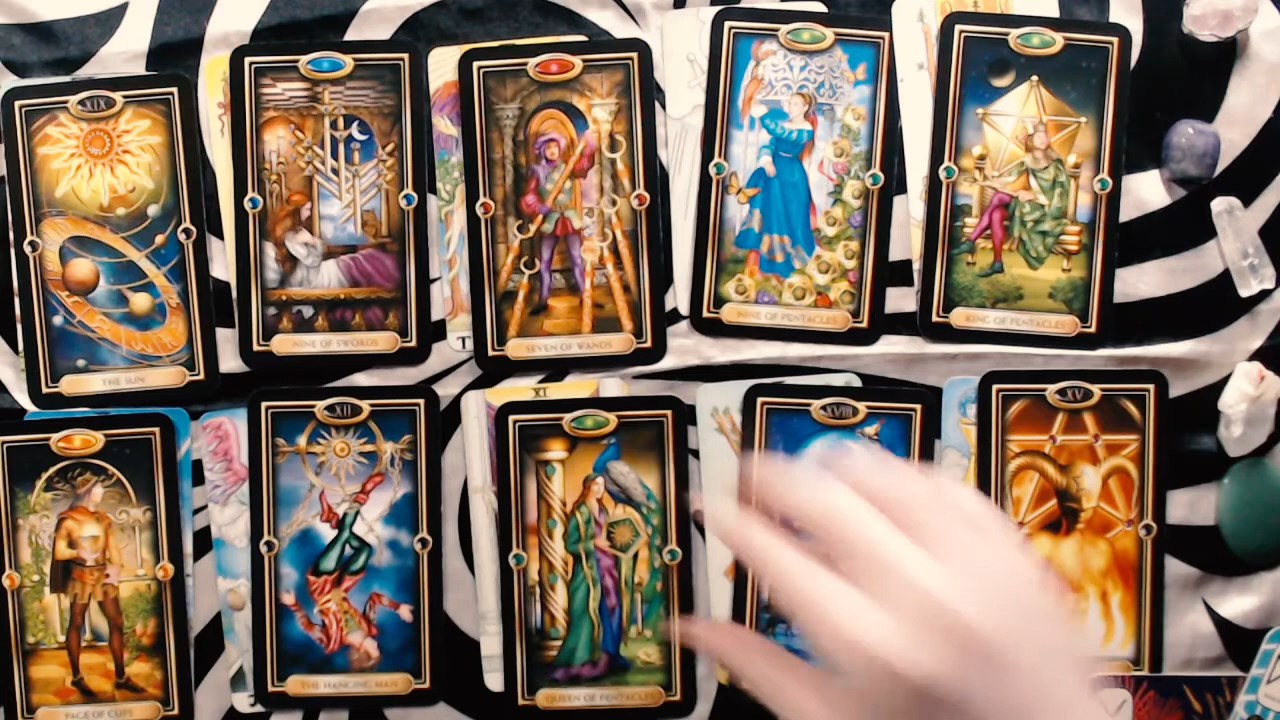 XIX
THE SUN
NINE OF SWORDS
SEVEN OF WANDS
NINE OF PENTACLES
KING OF PENTACLES
T
PAGE OF CUPS
XII
THE HANGING MAN
XI
QUEEN OF PENTACLES
XVIII
XV